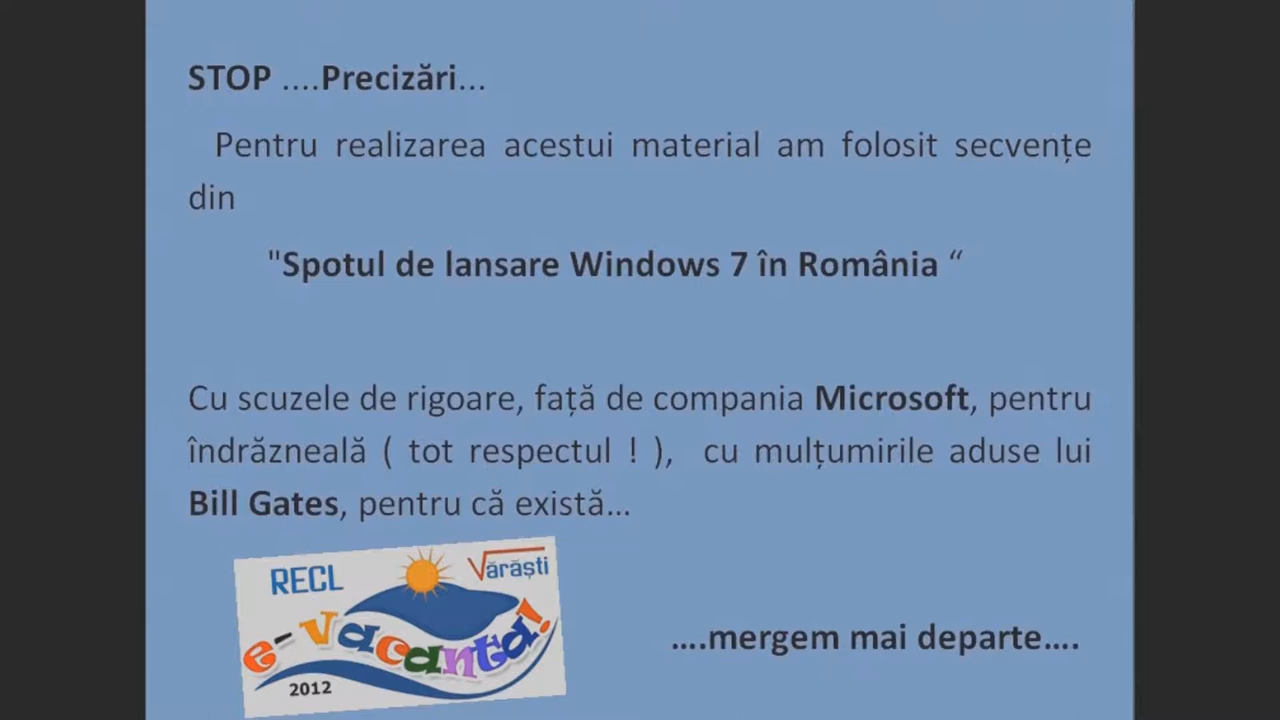 STOP ....Precizări...
Pentru realizarea acestui material am folosit secvențe
din
"Spotul de lansare Windows 7 în România “
Cu scuzele de rigoare, față de compania Microsoft, pentru
îndrăzneală ( tot respectul ! ), cu mulțumirile aduse lui
Bill Gates, pentru că există...
RECL Vărăști
e-vacanta!
2012
....mergem mai departe....